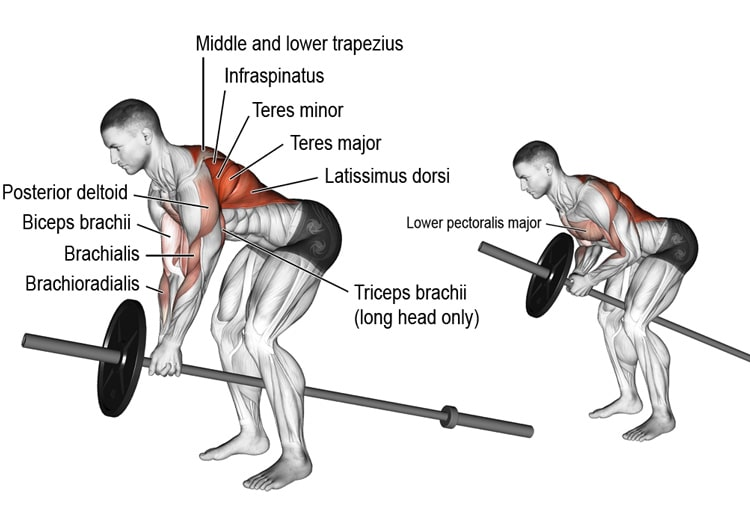 Middle and lower trapezius
Infraspinatus
Teres minor
Teres major
Latissimus dorsi
Posterior deltoid
Biceps brachii
Brachialis
Brachioradialis
Triceps brachii
(long head only)
Lower pectoralis major